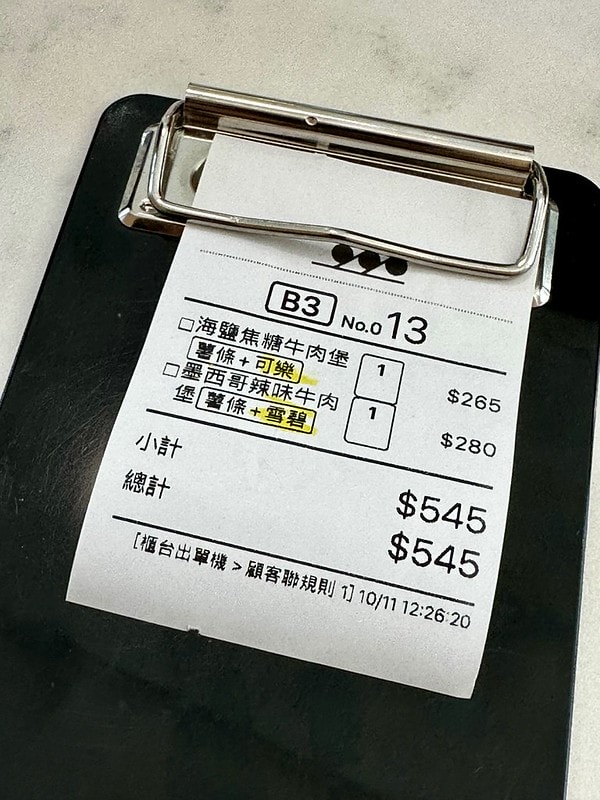 B3 No.013
□海鹽焦糖牛肉堡 1 $265
薯條+可樂
□墨西哥辣味牛肉 1 $280
堡 薯條+雪碧
小計 $545
總計 $545
[櫃台出單機 > 顧客聯規則 1] 10/11 12:26:20